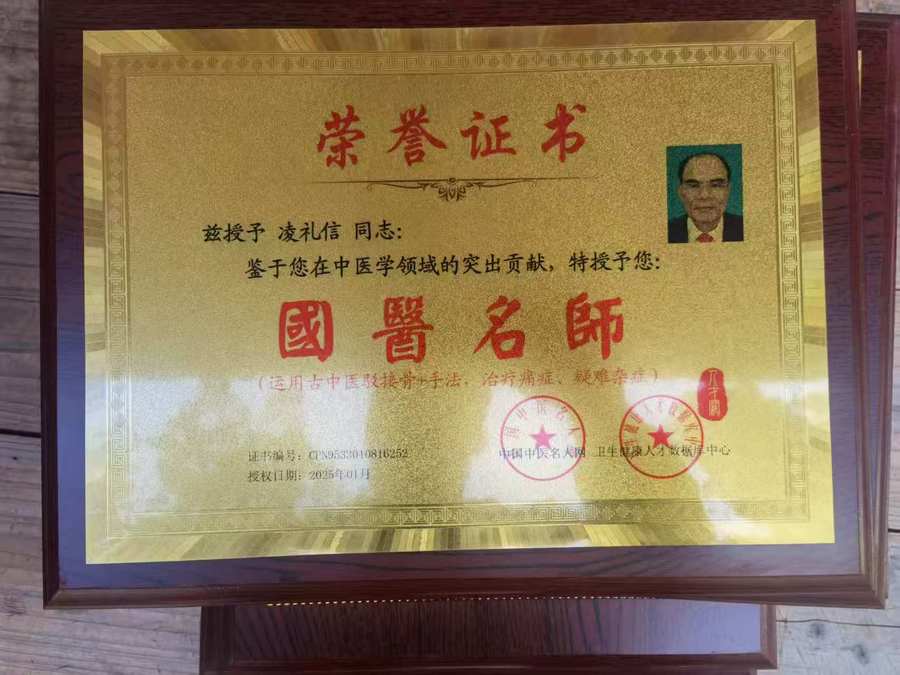 荣誉证书
兹授予 凌礼信 同志：
鉴于您在中医学领域的突出贡献，特授予您：
國醫名師
（运用古中医驳接骨+手法，治疗痛症、疑难杂症）
证书编号：CPN9533040816252
授权日期：2025年01月
中国中医名人网 卫生健康人才数据库中心